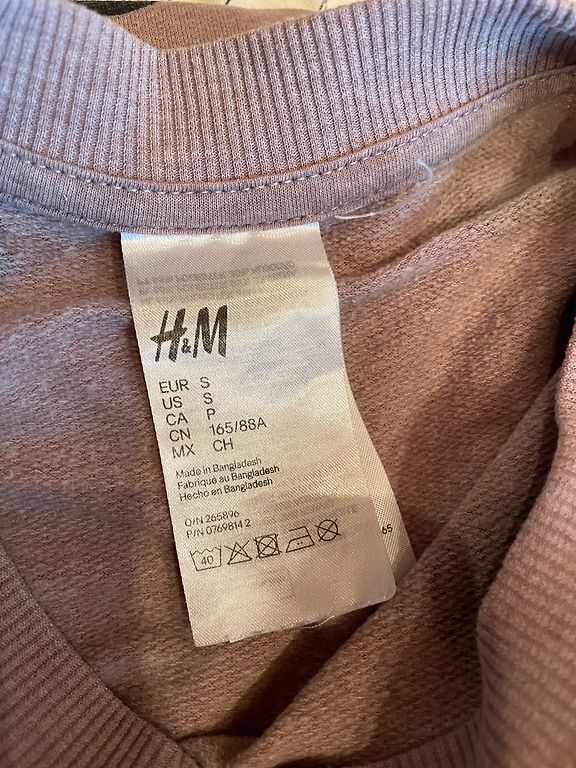 H&M
EUR S
US S
CA P
CN 165/88A
MX CH
Made in Bangladesh
Fabriqué au Bangladesh
Hecho en Bangladesh
O/N 265896
P/N 0769814 2
40
65